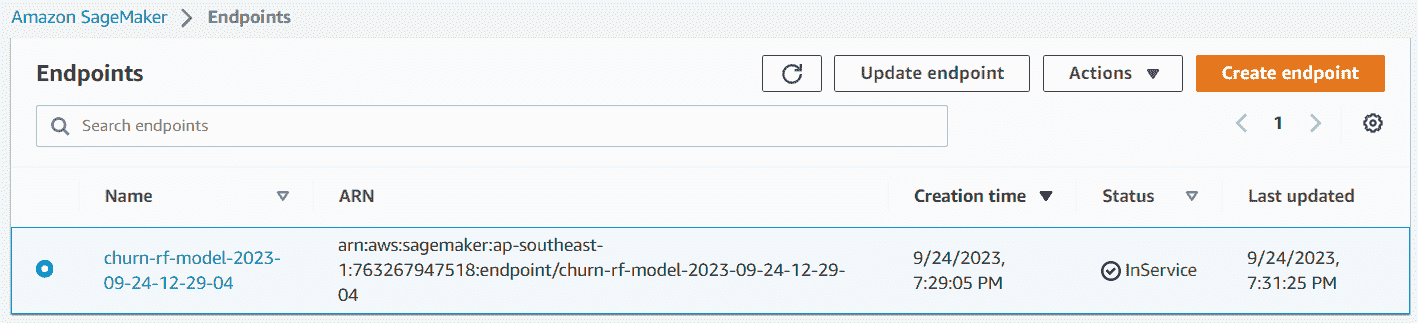 Amazon SageMaker > Endpoints
Endpoints
Update endpoint
Actions
Create endpoint
Search endpoints
1
Name
ARN
Creation time
Status
Last updated
churn-rf-model-2023-
09-24-12-29-04
arn:aws:sagemaker:ap-southeast-
1:763267947518:endpoint/churn-rf-model-2023-09-24-12-29-
04
9/24/2023,
7:29:05 PM
InService
9/24/2023,
7:31:25 PM